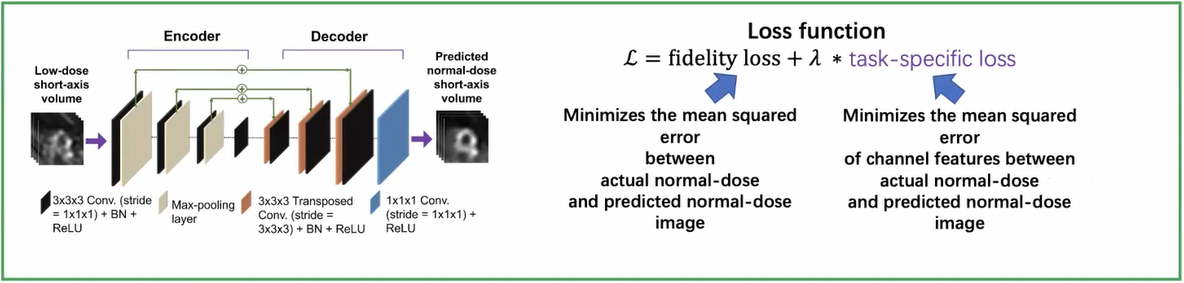 Encoder
Decoder
Low-dose
short-axis
volume
Predicted
normal-dose
short-axis
volume
3x3x3 Conv. (stride
= 1x1x1) + BN +
ReLU
Max-pooling
layer
3x3x3 Transposed
Conv. (stride =
3x3x3) + BN + ReLU
1x1x1 Conv.
(stride = 1x1x1) +
ReLU
Loss function
ℒ = fidelity loss + λ * task-specific loss
Minimizes the mean squared
error
between
actual normal-dose
and predicted normal-dose
image
Minimizes the mean squared
error
of channel features between
actual normal-dose
and predicted normal-dose
image